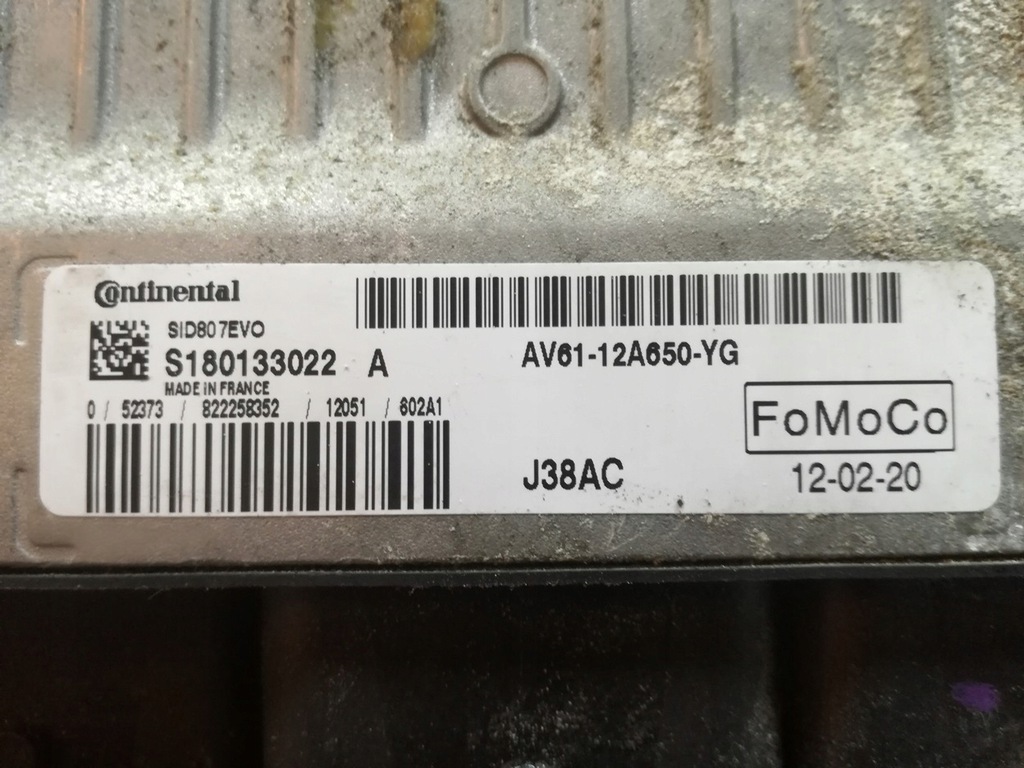 Continental
SID807EVO
S180133022 A
MADE iN FRANCE
0 / 52373 / 822258352 / 12051 / 602A1
AV61-12A650-YG
FoMoCo
J38AC
12-02-20